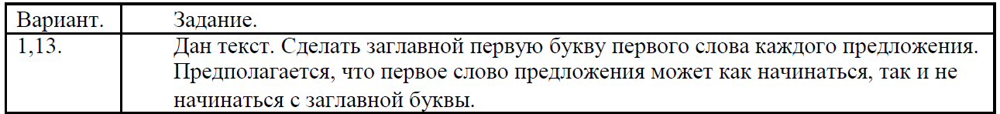 Вариант. Задание.
1,13. Дан текст. Сделать заглавной первую букву первого слова каждого предложения.
Предполагается, что первое слово предложения может как начинаться, так и не
начинаться с заглавной буквы.